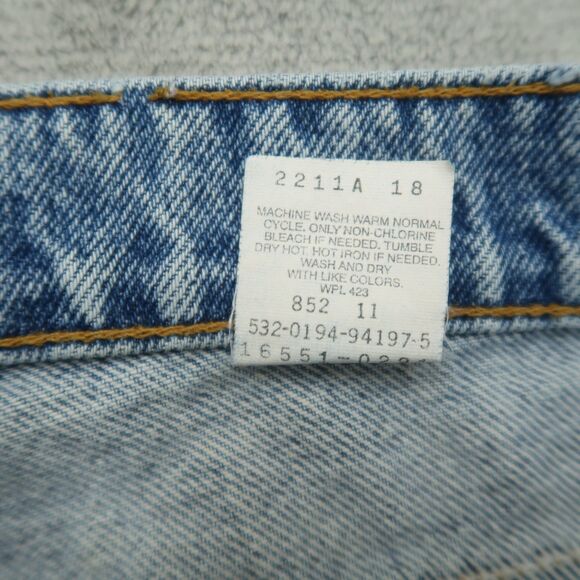 2211A 18
MACHINE WASH WARM NORMAL
CYCLE. ONLY NON-CHLORINE
BLEACH IF NEEDED. TUMBLE
DRY HOT. HOT IRON IF NEEDED.
WASH AND DRY
WITH LIKE COLORS.
WPL 423
852 11
532-0194-94197-5